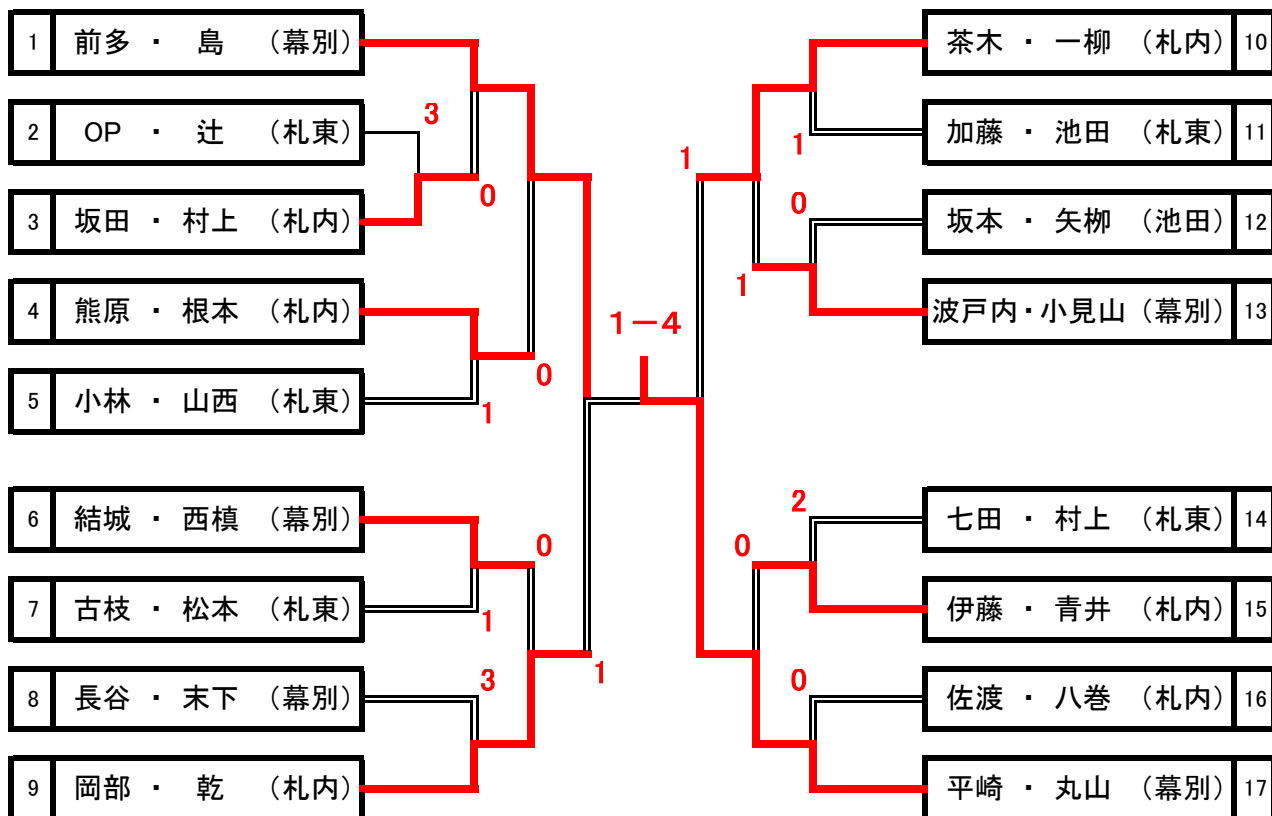 1 前多 ・ 島 （幕別）
2 OP ・ 辻 （札東）
3
3 坂田 ・ 村上 （札内）
0
4 熊原 ・ 根本 （札内）
0
5 小林 ・ 山西 （札東）
1
6 結城 ・ 西槙 （幕別）
0
7 古枝 ・ 松本 （札東）
1
8 長谷 ・ 末下 （幕別）
3
1
9 岡部 ・ 乾 （札内）
1－4
茶木 ・ 一柳 （札内） 10
加藤 ・ 池田 （札東） 11
1
1
0
坂本 ・ 矢栁 （池田） 12
1
波戸内・小見山 （幕別） 13
2
七田 ・ 村上 （札東） 14
0
伊藤 ・ 青井 （札内） 15
0
佐渡 ・ 八巻 （札内） 16
平崎 ・ 丸山 （幕別） 17